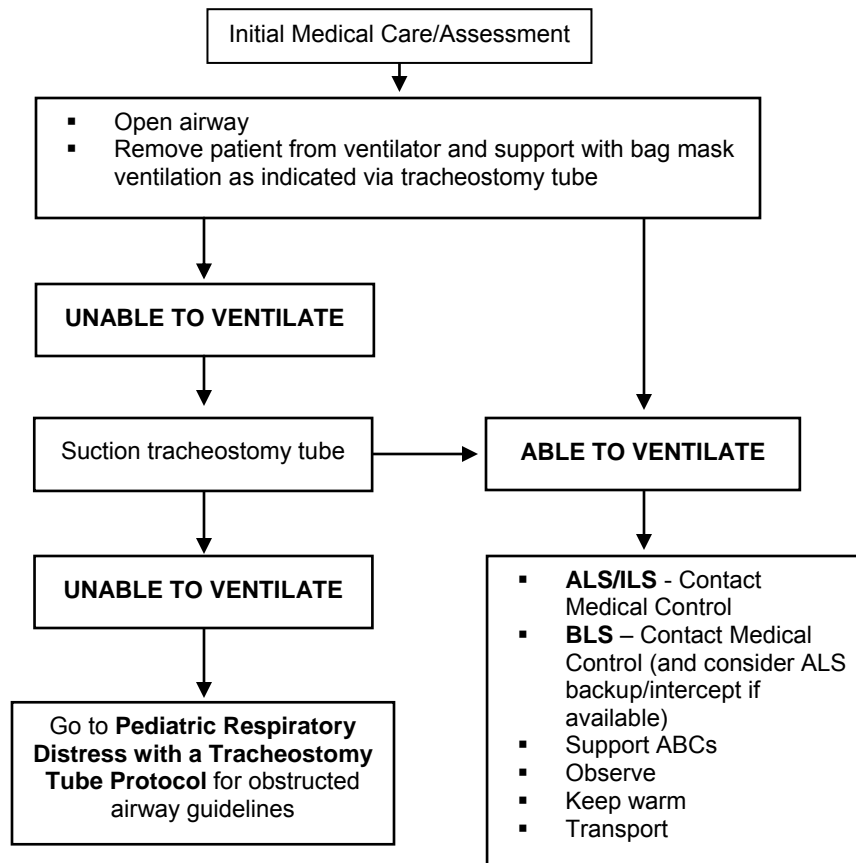 Initial Medical Care/Assessment
▪ Open airway
▪ Remove patient from ventilator and support with bag mask
ventilation as indicated via tracheostomy tube
UNABLE TO VENTILATE
Suction tracheostomy tube
ABLE TO VENTILATE
UNABLE TO VENTILATE
Go to Pediatric Respiratory
Distress with a Tracheostomy
Tube Protocol for obstructed
airway guidelines
▪ ALS/ILS - Contact
Medical Control
▪ BLS – Contact Medical
Control (and consider ALS
backup/intercept if
available)
▪ Support ABCs
▪ Observe
▪ Keep warm
▪ Transport